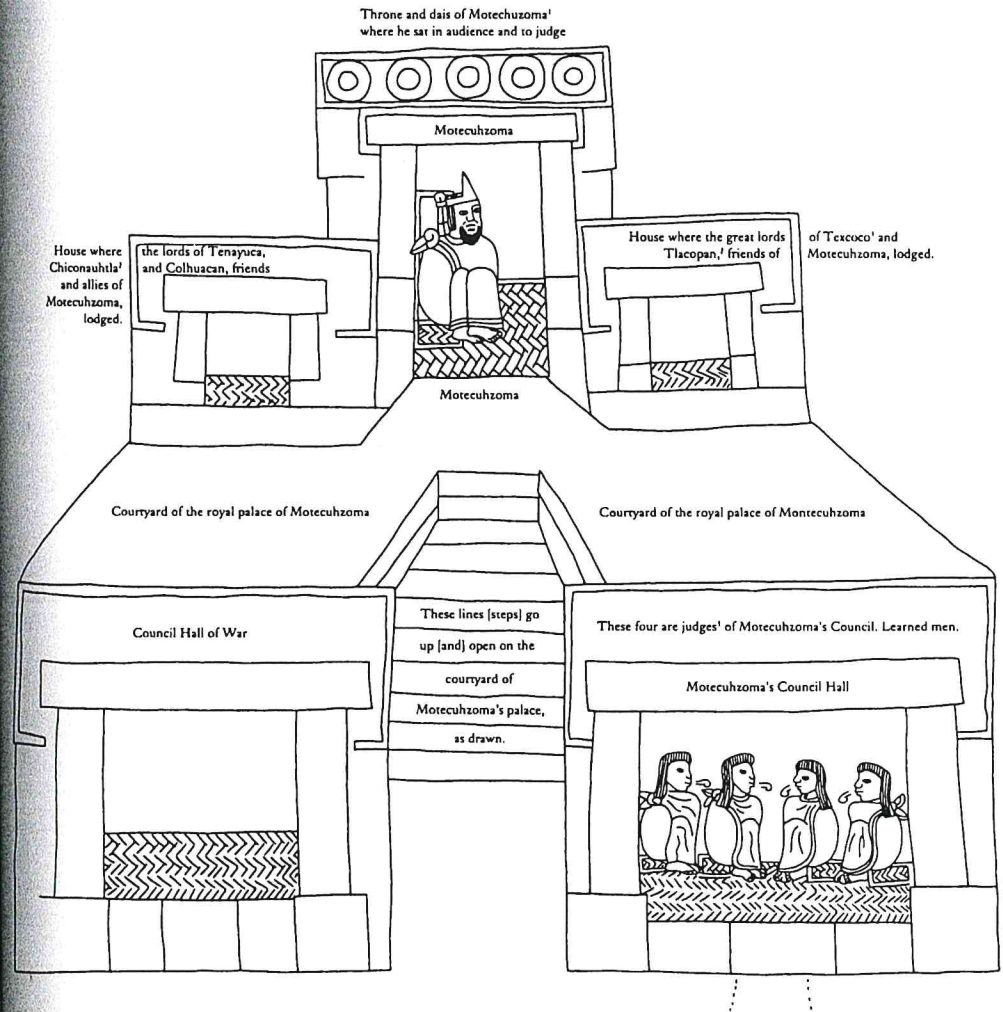 Throne and dais of Motechuzoma¹
where he sat in audience and to judge
Motecuhzoma
House where
Chiconauhtla¹
and allies of
Motecuhzoma,
lodged.
the lords of Tenayuca,
and Colhuacan, friends
House where the great lords
Tlacopan,¹ friends of
of Texcoco¹ and
Motecuhzoma, lodged.
Motecuhzoma
Courtyard of the royal palace of Motecuhzoma
Courtyard of the royal palace of Montecuhzoma
Council Hall of War
These lines [steps] go
up [and] open on the
courtyard of
Motecuhzoma's palace,
as drawn.
These four are judges¹ of Motecuhzoma's Council. Learned men.
Motecuhzoma's Council Hall